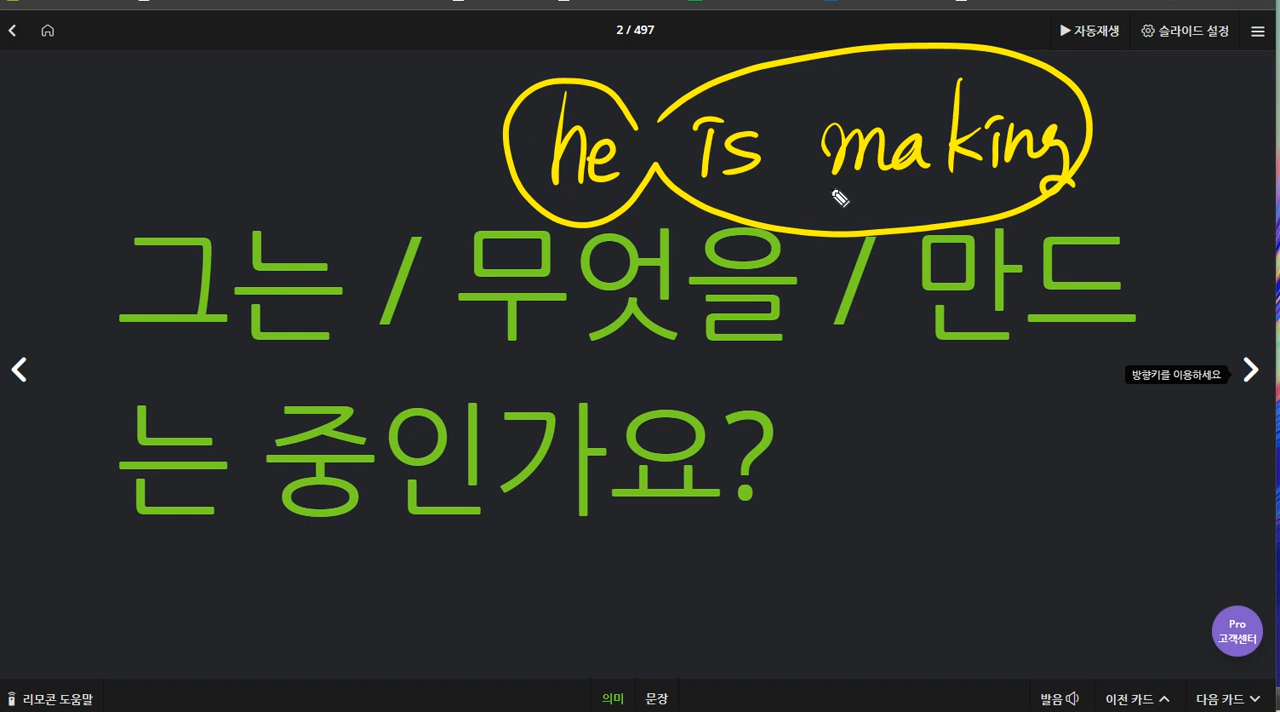 2 / 497
자동재생
슬라이드 설정
he is making
그는 / 무엇을 / 만드
는 중인가요?
방향키를 이용하세요
Pro
고객센터
리모콘 도움말
의미
문장
발음
이전 카드
다음 카드